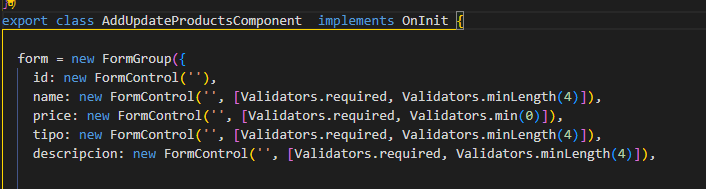 })
export class AddUpdateProductsComponent  implements OnInit {
form = new FormGroup({
id: new FormControl(''),
name: new FormControl('', [Validators.required, Validators.minLength(4)]),
price: new FormControl('', [Validators.required, Validators.min(0)]),
tipo: new FormControl('', [Validators.required, Validators.minLength(4)]),
descripcion: new FormControl('', [Validators.required, Validators.minLength(4)]),